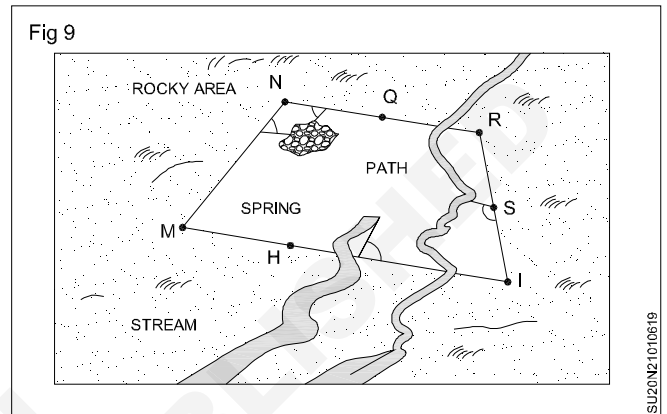 Fig 9
ROCKY AREA
N
Q
R
PATH
SPRING
S
M
H
I
STREAM
SU20N21010619